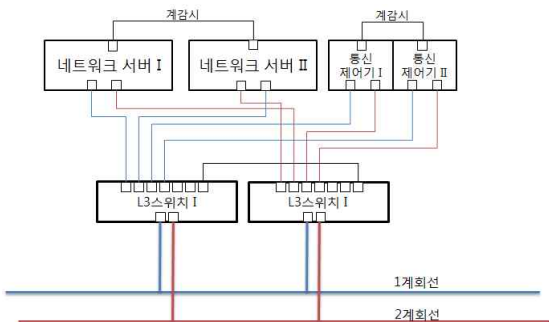 계감시
계감시
네트워크 서버 I
네트워크 서버 II
통신
제어기 I
통신
제어기 II
L3스위치 I
L3스위치 I
1계회선
2계회선